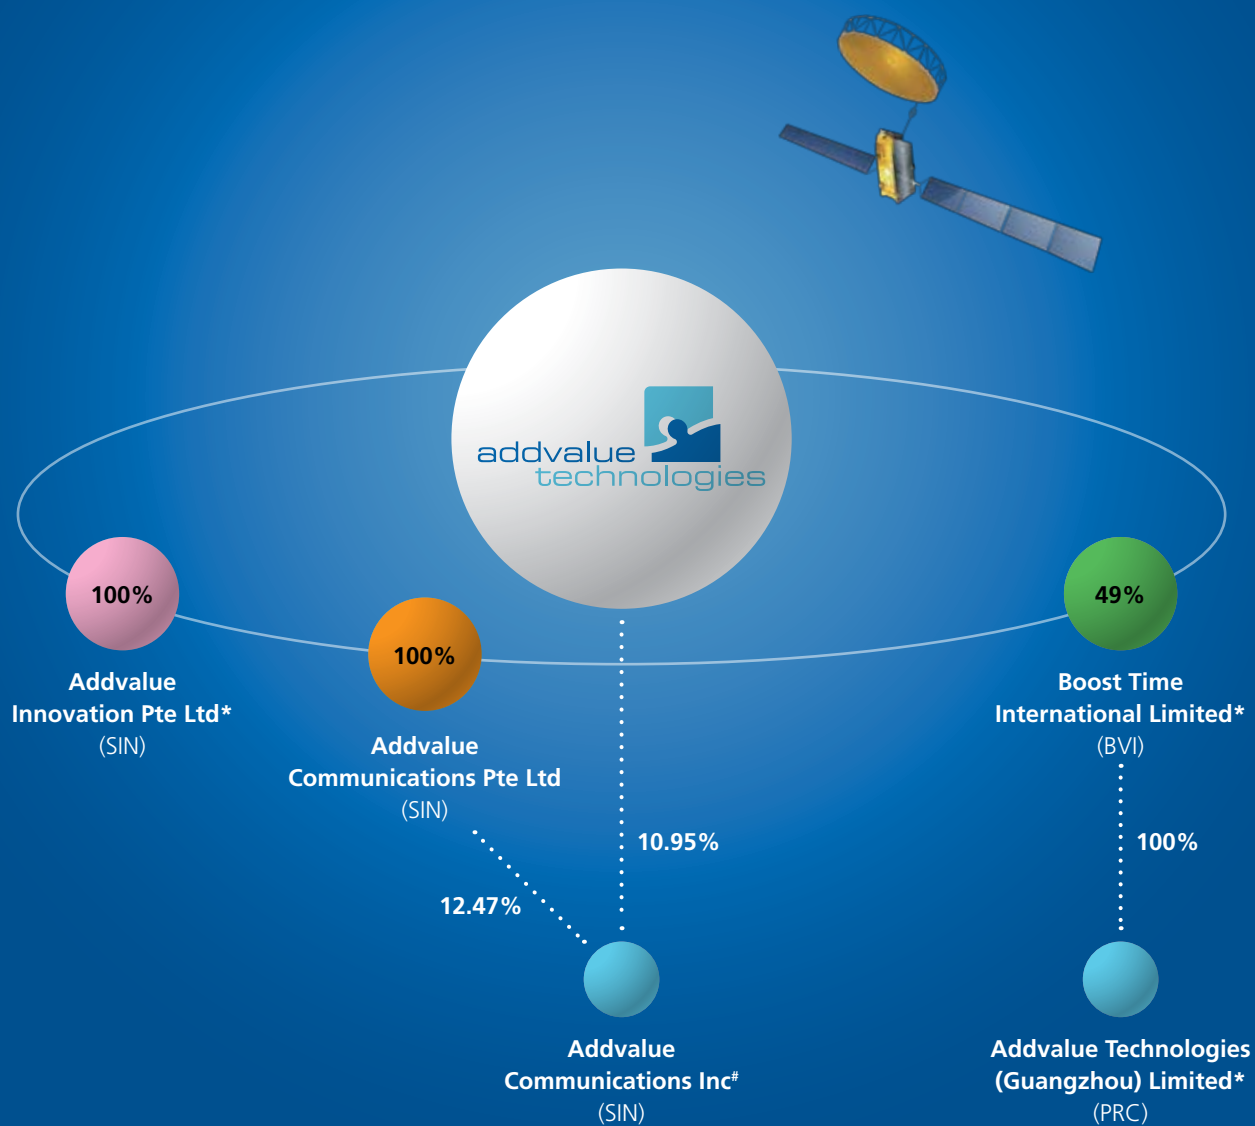 addvalue
technologies
100%
Addvalue
Innovation Pte Ltd*
(SIN)
100%
Addvalue
Communications Pte Ltd
(SIN)
49%
Boost Time
International Limited*
(BVI)
10.95%
12.47%
100%
Addvalue
Communications Inc#
(SIN)
Addvalue Technologies
(Guangzhou) Limited*
(PRC)